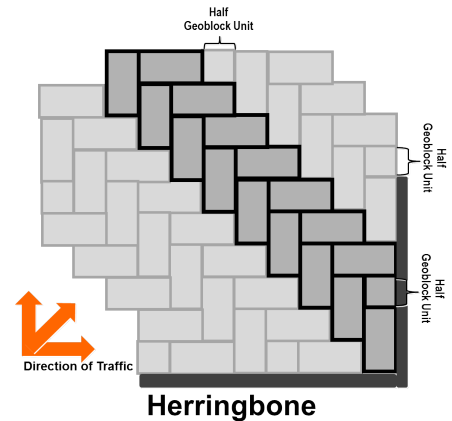 Half
Geoblock Unit
Half
Geoblock Unit
Half
Geoblock Unit
Direction of Traffic
Herringbone